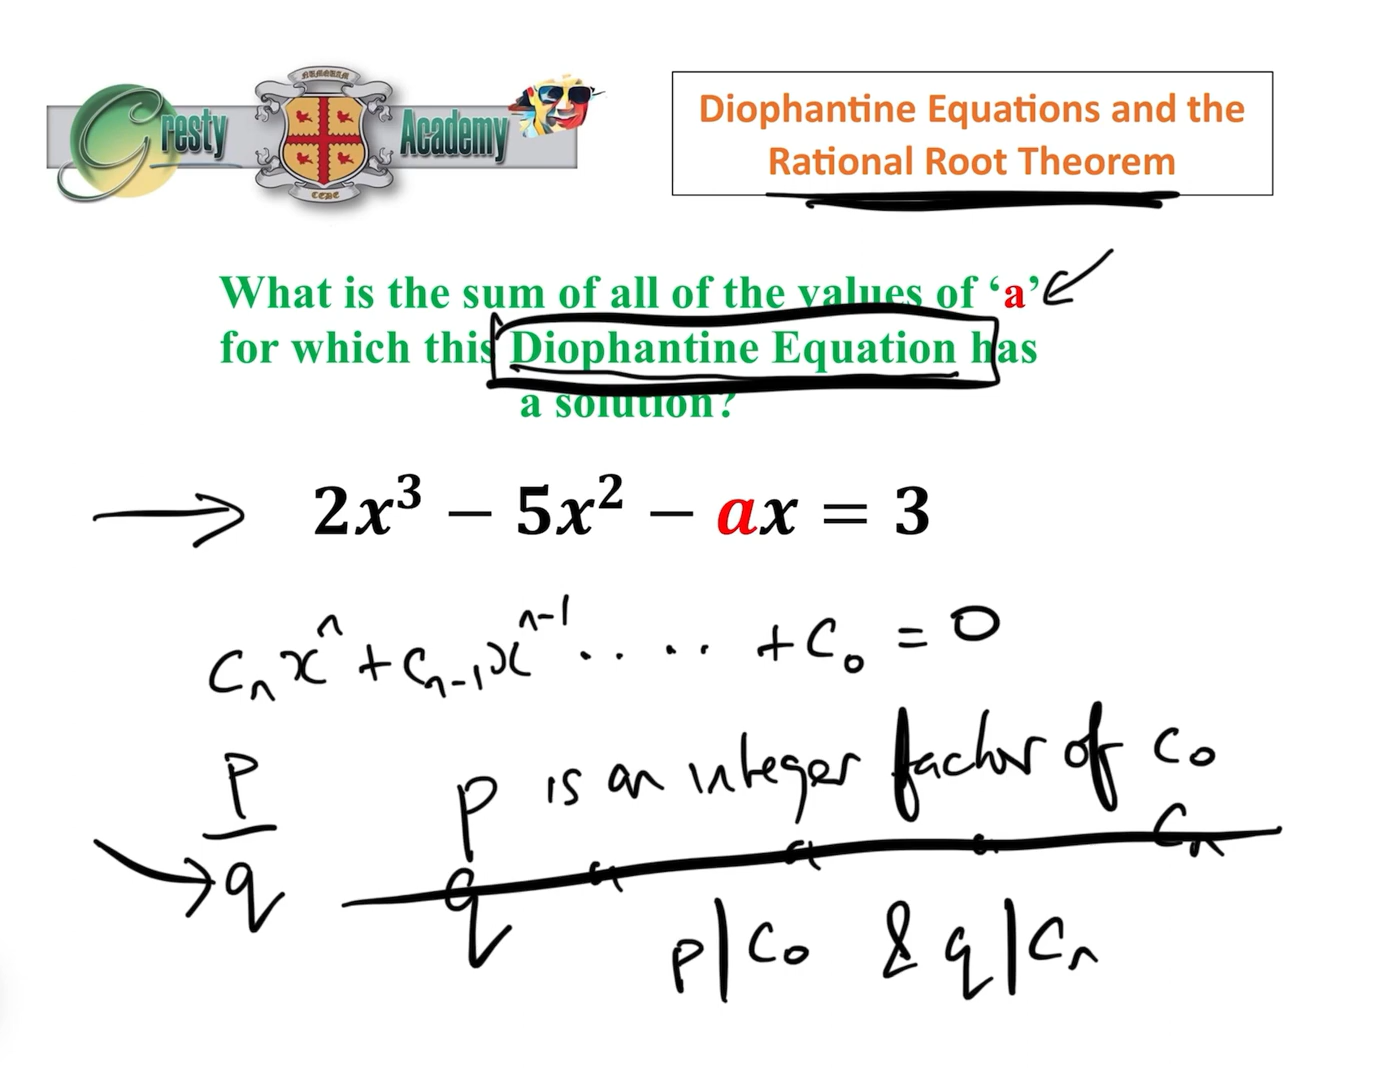 NUMQUAM
Gresty Academy
CEDE
Diophantine Equations and the
Rational Root Theorem
What is the sum of all of the values of ‘a’
for which this Diophantine Equation has
a solution?
2x³ − 5x² − ax = 3
Cₙxⁿ + Cₙ₋₁xⁿ⁻¹ . . . . . + C₀ = 0
p/q p is an integer factor of C₀
q " " " Cₙ
p|C₀ & q|Cₙ